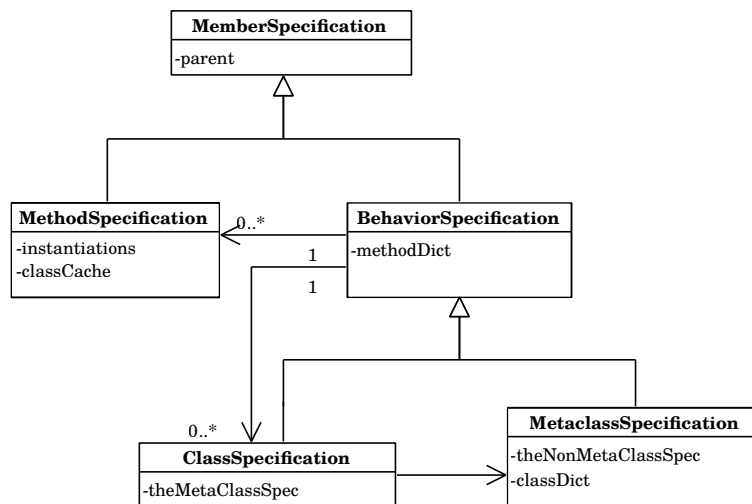 MemberSpecification
-parent
MethodSpecification
-instantiations
-classCache
0..*
BehaviorSpecification
-methodDict
1
1
0..*
ClassSpecification
-theMetaClassSpec
MetaclassSpecification
-theNonMetaClassSpec
-classDict